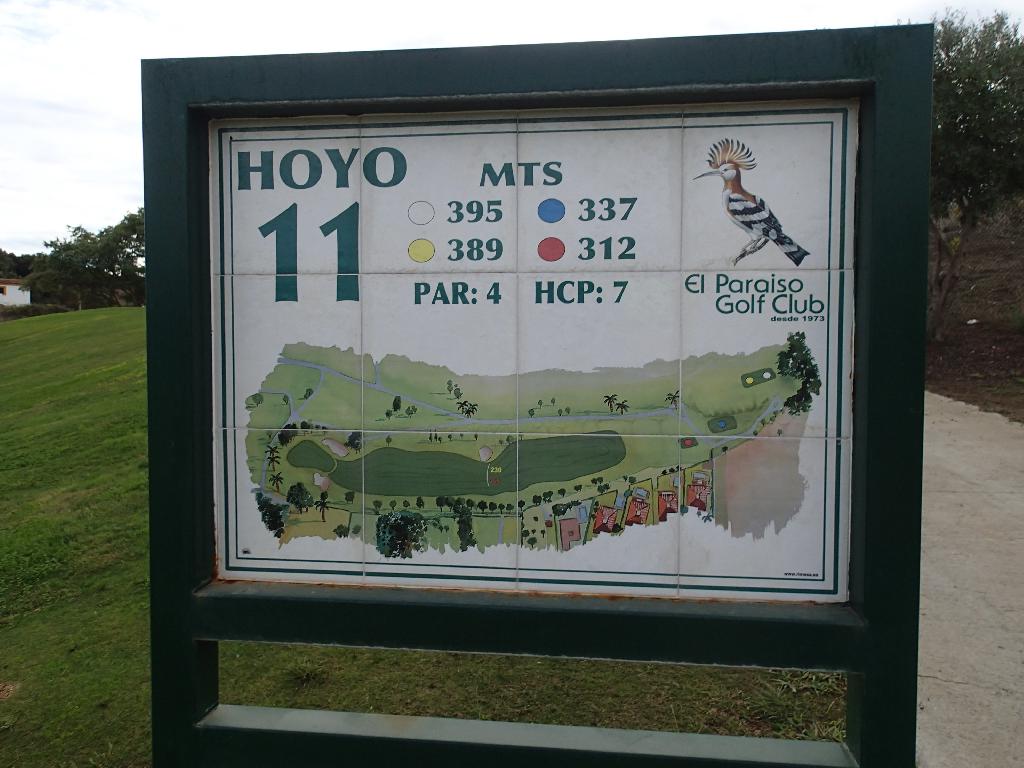 HOYO
11
MTS
395 337
389 312
PAR: 4 HCP: 7
El Paraiso
Golf Club
desde 1973
230